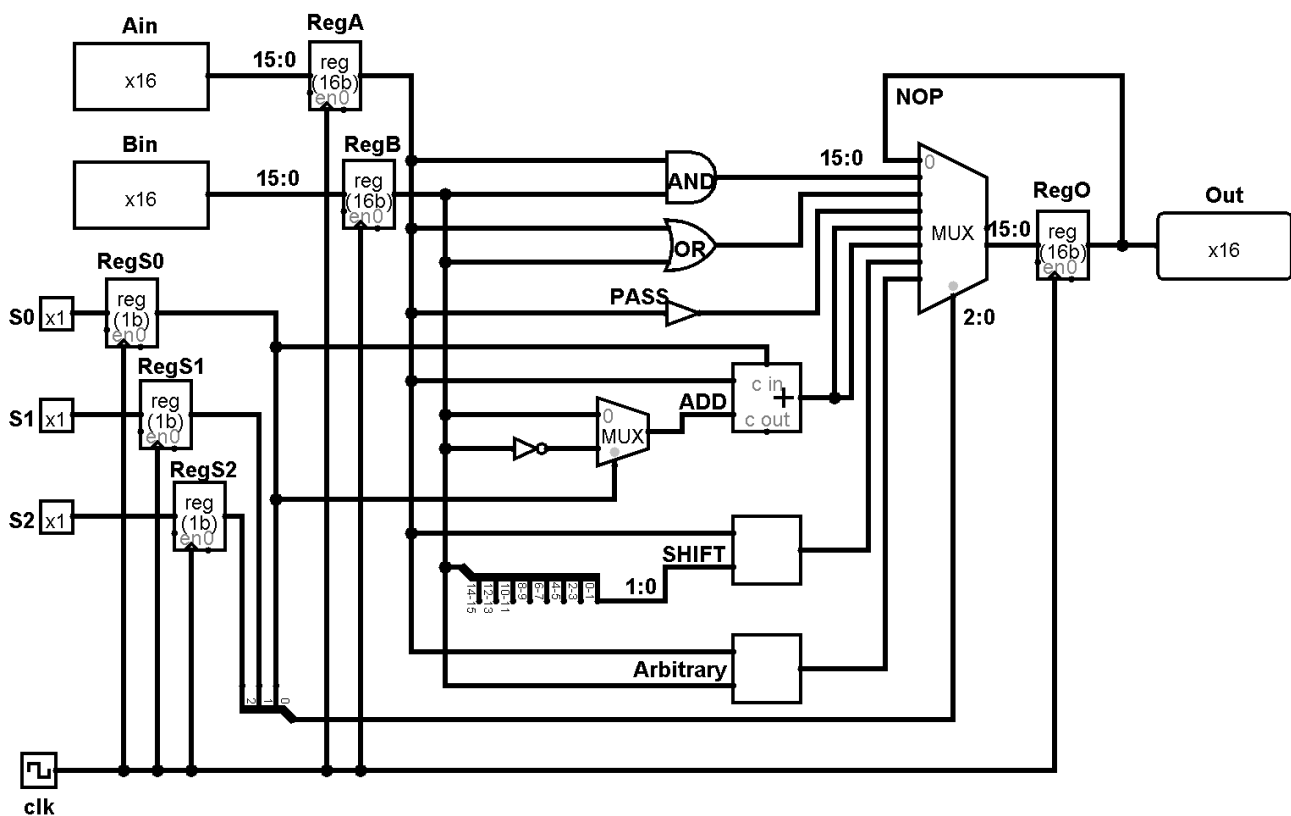 Ain
RegA
x16
15:0
reg
(16b)
en0
NOP
Bin
RegB
x16
15:0
reg
(16b)
en0
AND
15:0
0
RegO
Out
OR
MUX
15:0
reg
(16b)
en0
x16
RegS0
S0
x1
reg
(1b)
en0
PASS
2:0
RegS1
S1
x1
reg
(1b)
en0
c in
+
c out
ADD
0
MUX
RegS2
S2
x1
reg
(1b)
en0
SHIFT
1:0
14-15
12-13
10-11
8-9
6-7
4-5
2-3
0-1
Arbitrary
2
1
0
clk